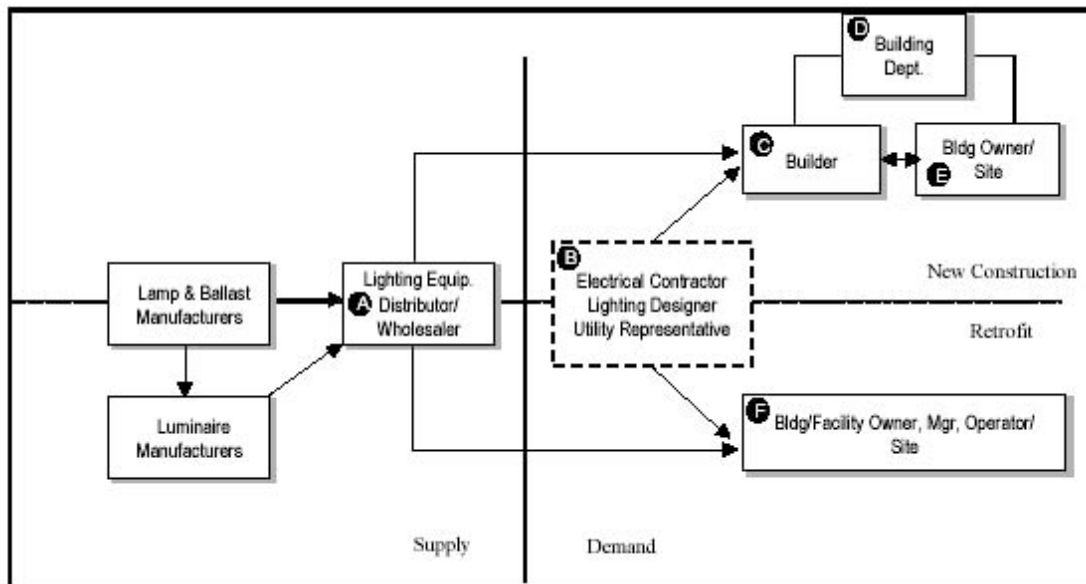 D
Building
Dept.
C
Builder
Bldg Owner/
E Site
B
Electrical Contractor
Lighting Designer
Utility Representative
New Construction
Retrofit
Lamp & Ballast
Manufacturers
Lighting Equip.
A Distributor/
Wholesaler
Luminaire
Manufacturers
F
Bldg/Facility Owner, Mgr, Operator/
Site
Supply
Demand